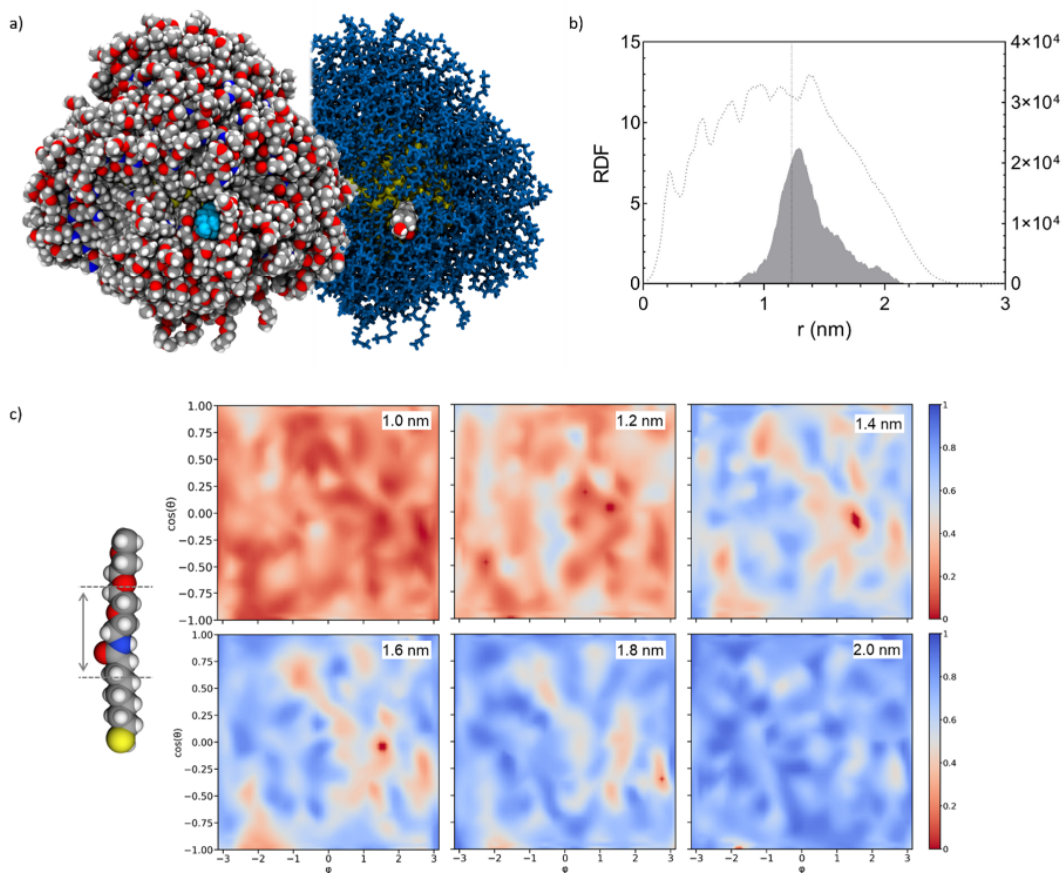 a)
b)
15
10
5
0
RDF
4×10⁴
3×10⁴
2×10⁴
1×10⁴
0
0
1
2
3
r (nm)
c)
1.00
0.75
0.50
0.25
0.00
−0.25
−0.50
−0.75
−1.00
cos(θ)
1.0 nm
1.2 nm
1.4 nm
1
0.8
0.6
0.4
0.2
0
1.00
0.75
0.50
0.25
0.00
−0.25
−0.50
−0.75
−1.00
cos(θ)
1.6 nm
1.8 nm
2.0 nm
1
0.8
0.6
0.4
0.2
0
−3 −2 −1 0 1 2 3
φ
−3 −2 −1 0 1 2 3
φ
−3 −2 −1 0 1 2 3
φ